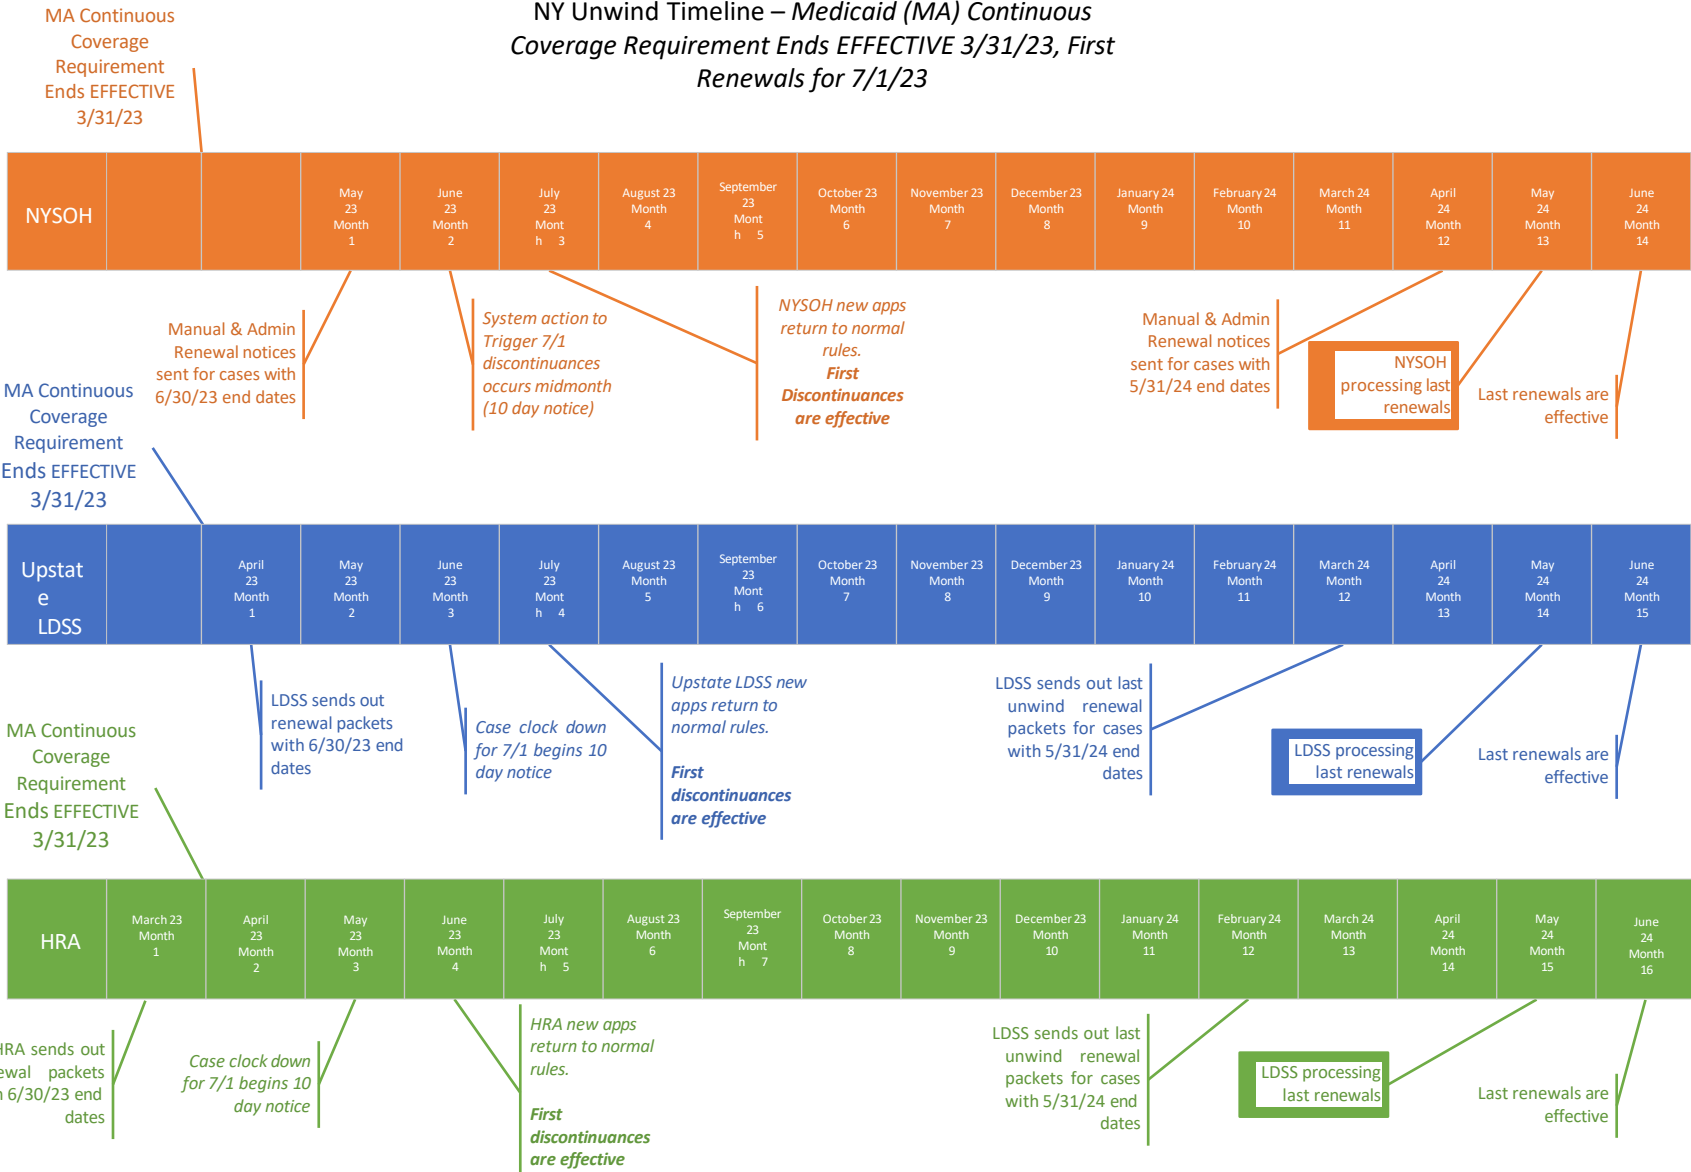 NY Unwind Timeline – Medicaid (MA) Continuous
Coverage Requirement Ends EFFECTIVE 3/31/23, First
Renewals for 7/1/23
MA Continuous
Coverage
Requirement
Ends EFFECTIVE
3/31/23
NYSOH
May
23
Month
1
June
23
Month
2
July
23
Mont
h 3
August 23
Month
4
September
23
Mont
h 5
October 23
Month
6
November 23
Month
7
December 23
Month
8
January 24
Month
9
February 24
Month
10
March 24
Month
11
April
24
Month
12
May
24
Month
13
June
24
Month
14
Manual & Admin
Renewal notices
sent for cases with
6/30/23 end dates
System action to
Trigger 7/1
discontinuances
occurs midmonth
(10 day notice)
NYSOH new apps
return to normal
rules.
First
Discontinuances
are effective
Manual & Admin
Renewal notices
sent for cases with
5/31/24 end dates
NYSOH
processing last
renewals
Last renewals are
effective
MA Continuous
Coverage
Requirement
Ends EFFECTIVE
3/31/23
Upstat
e
LDSS
April
23
Month
1
May
23
Month
2
June
23
Month
3
July
23
Mont
h 4
August 23
Month
5
September
23
Mont
h 6
October 23
Month
7
November 23
Month
8
December 23
Month
9
January 24
Month
10
February 24
Month
11
March 24
Month
12
April
24
Month
13
May
24
Month
14
June
24
Month
15
LDSS sends out
renewal packets
with 6/30/23 end
dates
Case clock down
for 7/1 begins 10
day notice
Upstate LDSS new
apps return to
normal rules.
First
discontinuances
are effective
LDSS sends out last
unwind renewal
packets for cases
with 5/31/24 end
dates
LDSS processing
last renewals
Last renewals are
effective
MA Continuous
Coverage
Requirement
Ends EFFECTIVE
3/31/23
HRA
March 23
Month
1
April
23
Month
2
May
23
Month
3
June
23
Month
4
July
23
Mont
h 5
August 23
Month
6
September
23
Mont
h 7
October 23
Month
8
November 23
Month
9
December 23
Month
10
January 24
Month
11
February 24
Month
12
March 24
Month
13
April
24
Month
14
May
24
Month
15
June
24
Month
16
HRA sends out
packets
6/30/23 end
dates
Case clock down
for 7/1 begins 10
day notice
HRA new apps
return to normal
rules.
First
discontinuances
are effective
LDSS sends out last
unwind renewal
packets for cases
with 5/31/24 end
dates
LDSS processing
last renewals
Last renewals are
effective